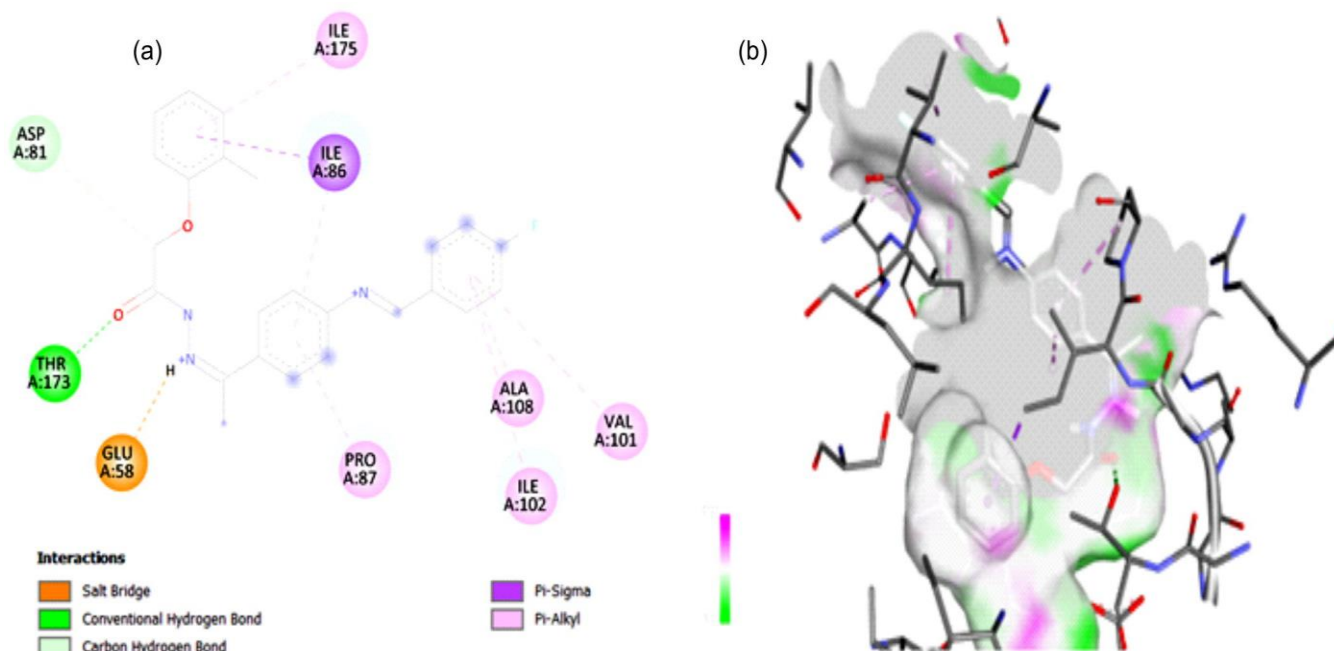 (a)
(b)
ILE
A:175
ASP
A:81
ILE
A:86
F
O
+N
O
N
+N
H
THR
A:173
ALA
A:108
VAL
A:101
GLU
A:58
PRO
A:87
ILE
A:102
Interactions
Salt Bridge
Conventional Hydrogen Bond
Carbon Hydrogen Bond
Pi-Sigma
Pi-Alkyl